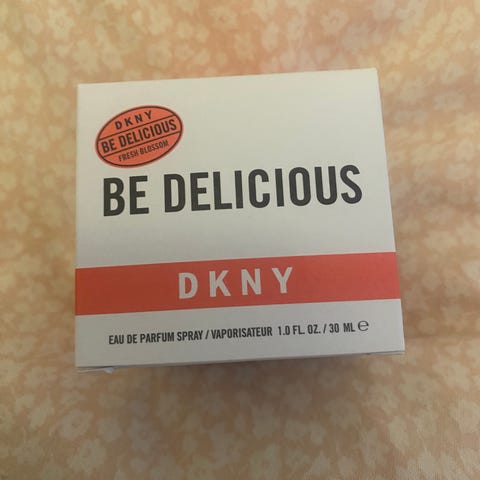 DKNY
BE DELICIOUS
FRESH BLOSSOM
BE DELICIOUS
DKNY
EAU DE PARFUM SPRAY / VAPORISATEUR 1.0 FL. OZ. / 30 ML ℮